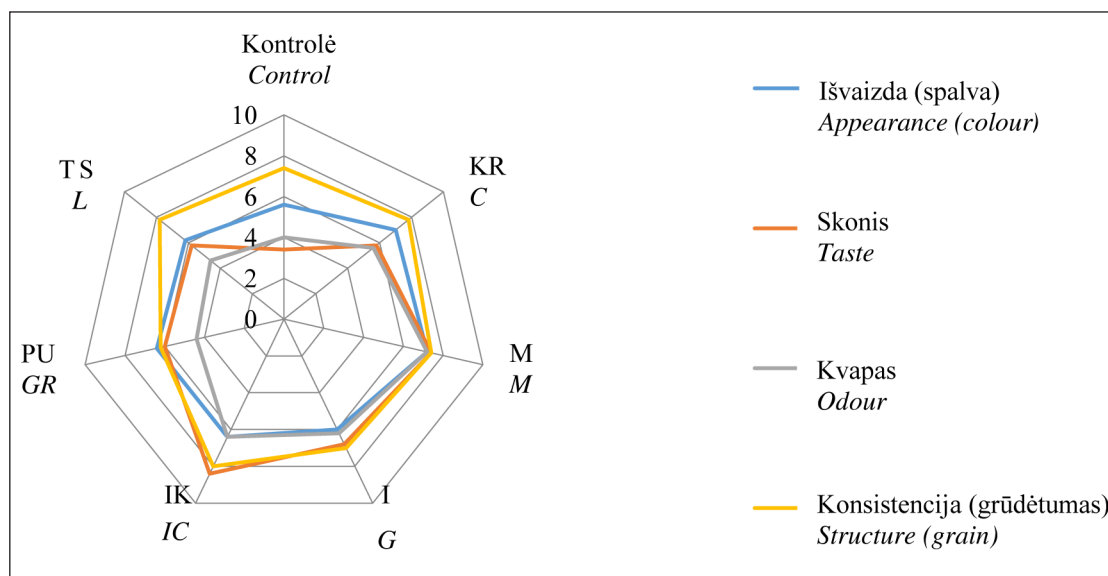 Kontrolė
Control
10
8
6
4
2
0
KR
C
M
M
I
G
IK
IC
PU
GR
T S
L
Išvaizda (spalva)
Appearance (colour)
Skonis
Taste
Kvapas
Odour
Konsistencija (grūdėtumas)
Structure (grain)